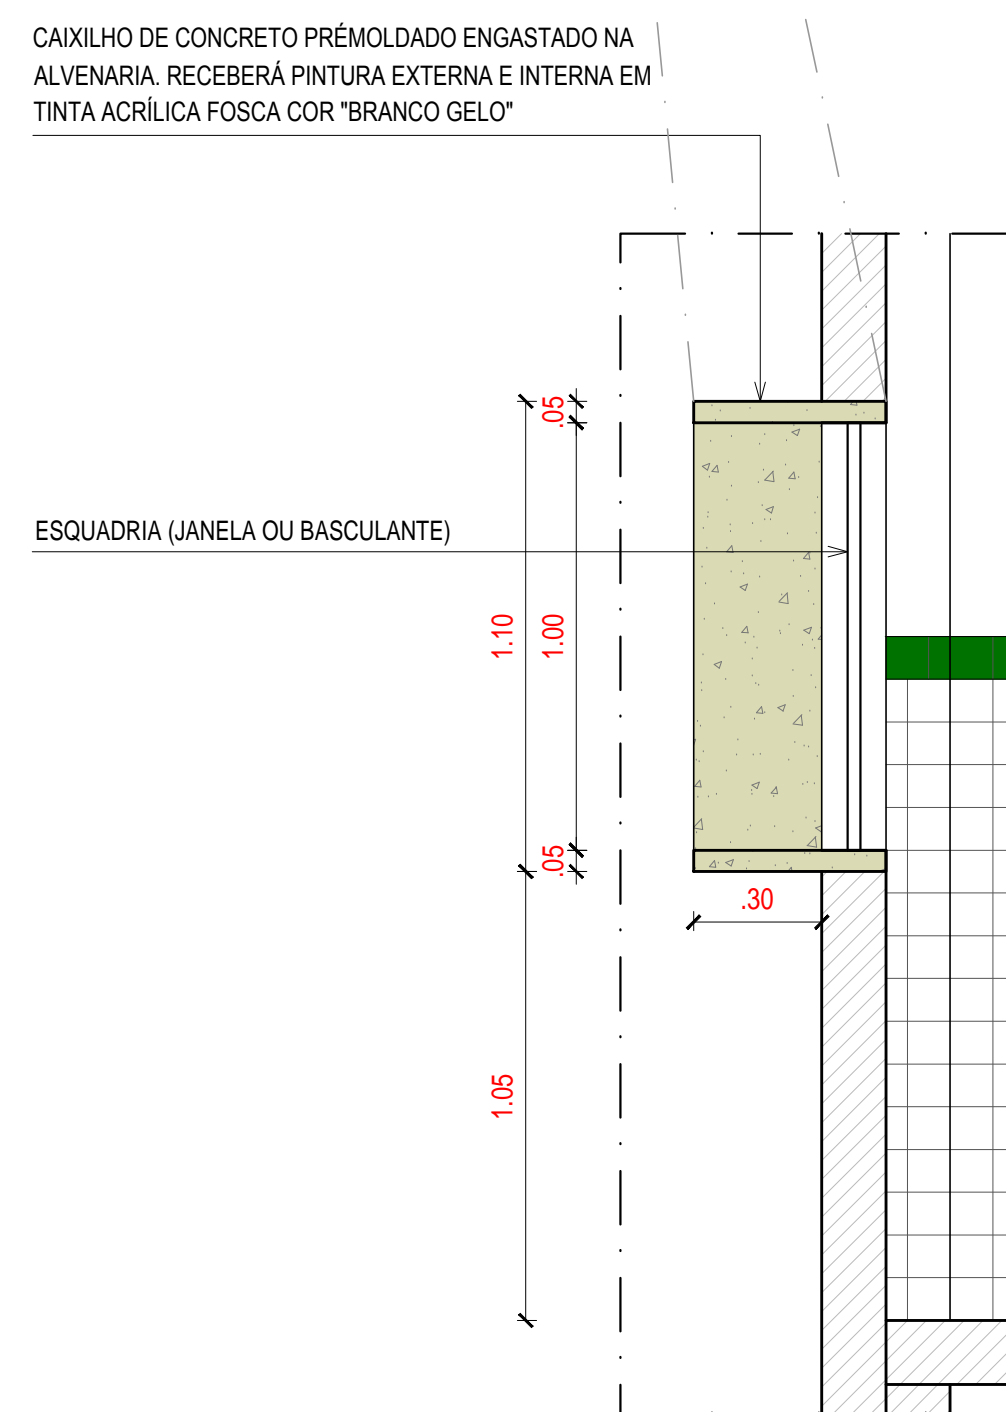 CAIXILHO DE CONCRETO PRÉMOLDADO ENGASTADO NA
ALVENARIA. RECEBERÁ PINTURA EXTERNA E INTERNA EM
TINTA ACRÍLICA FOSCA COR "BRANCO GELO"
.05
ESQUADRIA (JANELA OU BASCULANTE)
1.10
1.00
.05
.30
1.05